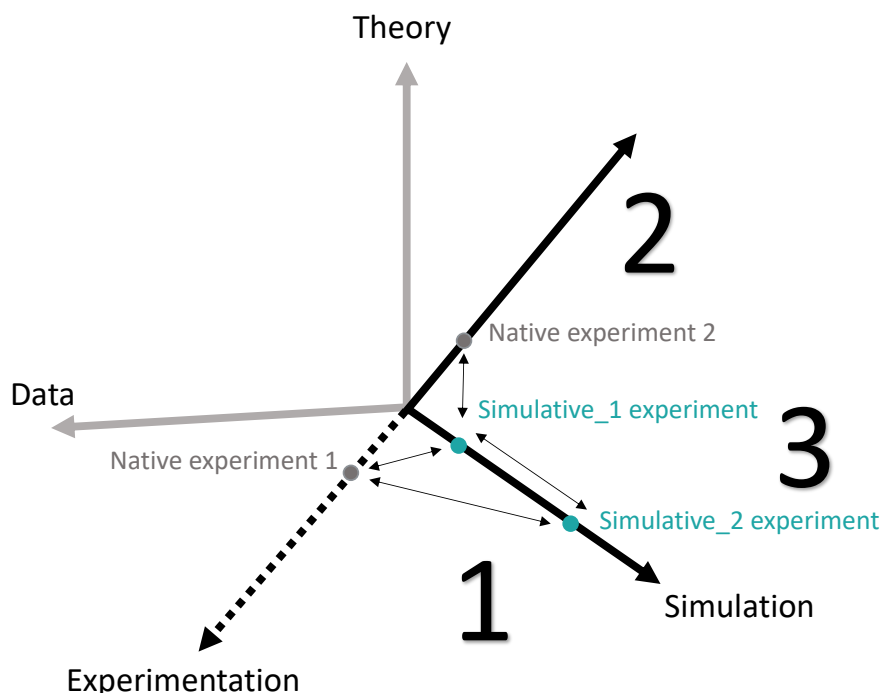 Theory
2
Native experiment 2
Data
Simulative_1 experiment
3
Native experiment 1
Simulative_2 experiment
1
Simulation
Experimentation